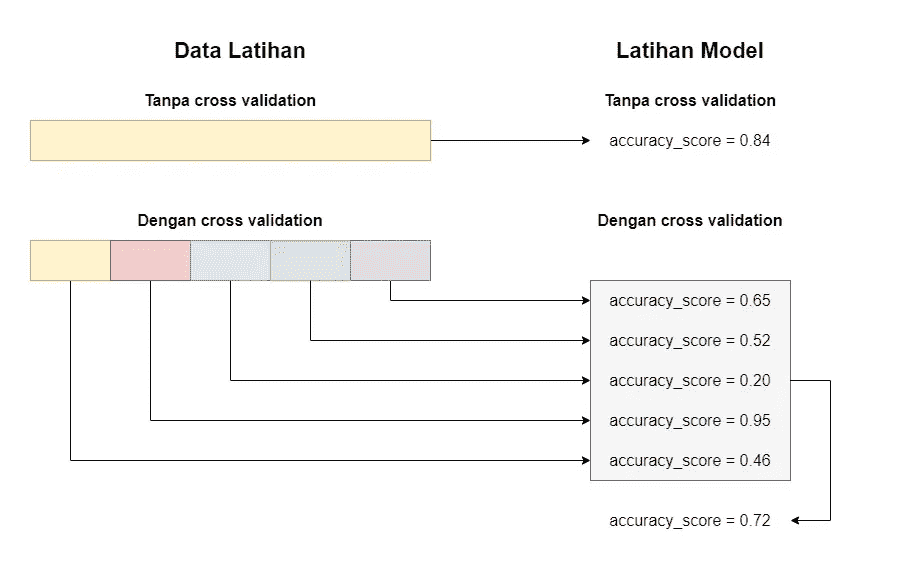 Data Latihan
Latihan Model
Tanpa cross validation
Tanpa cross validation
accuracy_score = 0.84
Dengan cross validation
Dengan cross validation
accuracy_score = 0.65
accuracy_score = 0.52
accuracy_score = 0.20
accuracy_score = 0.95
accuracy_score = 0.46
accuracy_score = 0.72